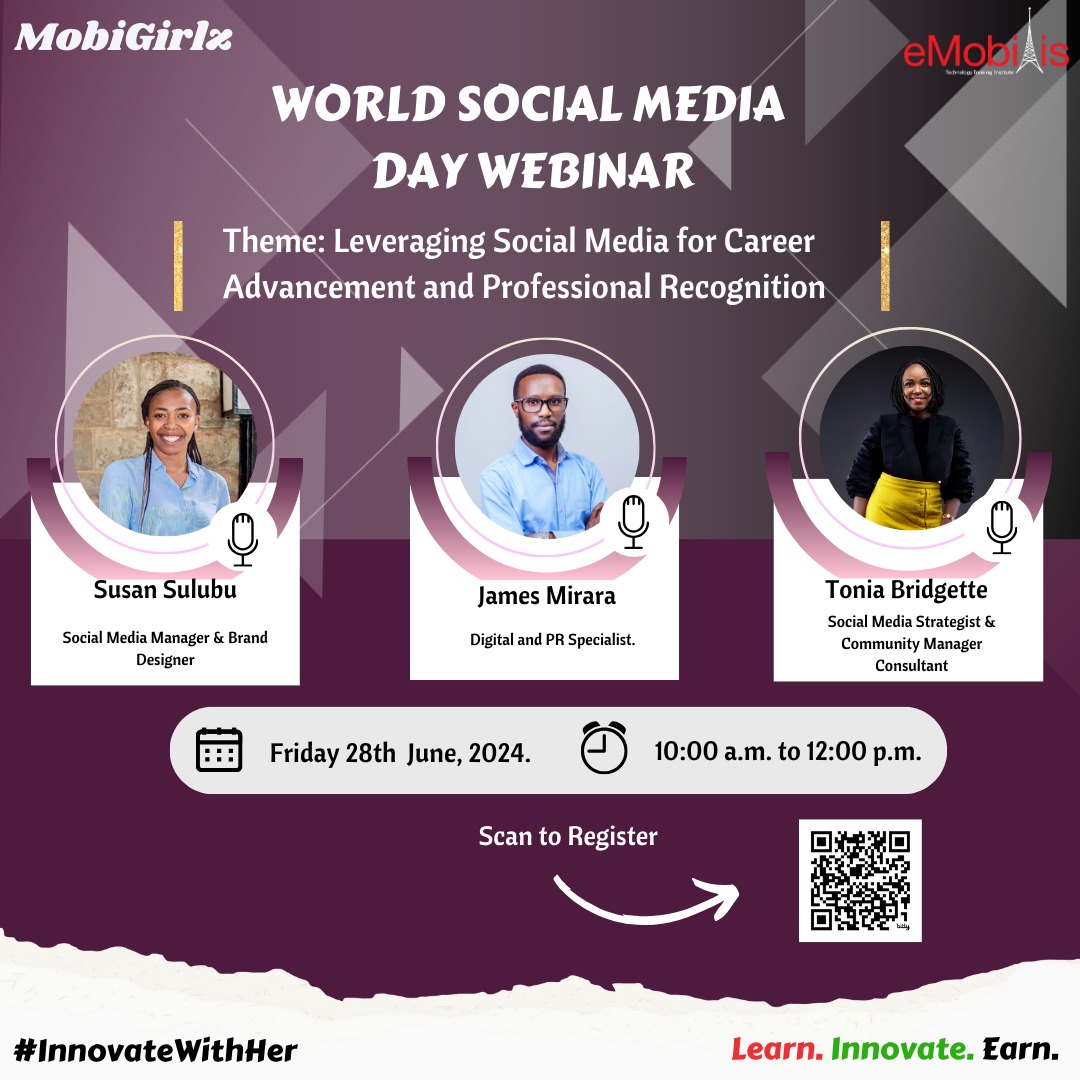 MobiGirlz
eMobilis
Technology Training Institute
WORLD SOCIAL MEDIA
DAY WEBINAR
Theme: Leveraging Social Media for Career
Advancement and Professional Recognition
Susan Sulubu
Social Media Manager & Brand
Designer
James Mirara
Digital and PR Specialist.
Tonia Bridgette
Social Media Strategist &
Community Manager
Consultant
Friday 28th June, 2024.
10:00 a.m. to 12:00 p.m.
Scan to Register
bitly
#InnovateWithHer
Learn. Innovate. Earn.